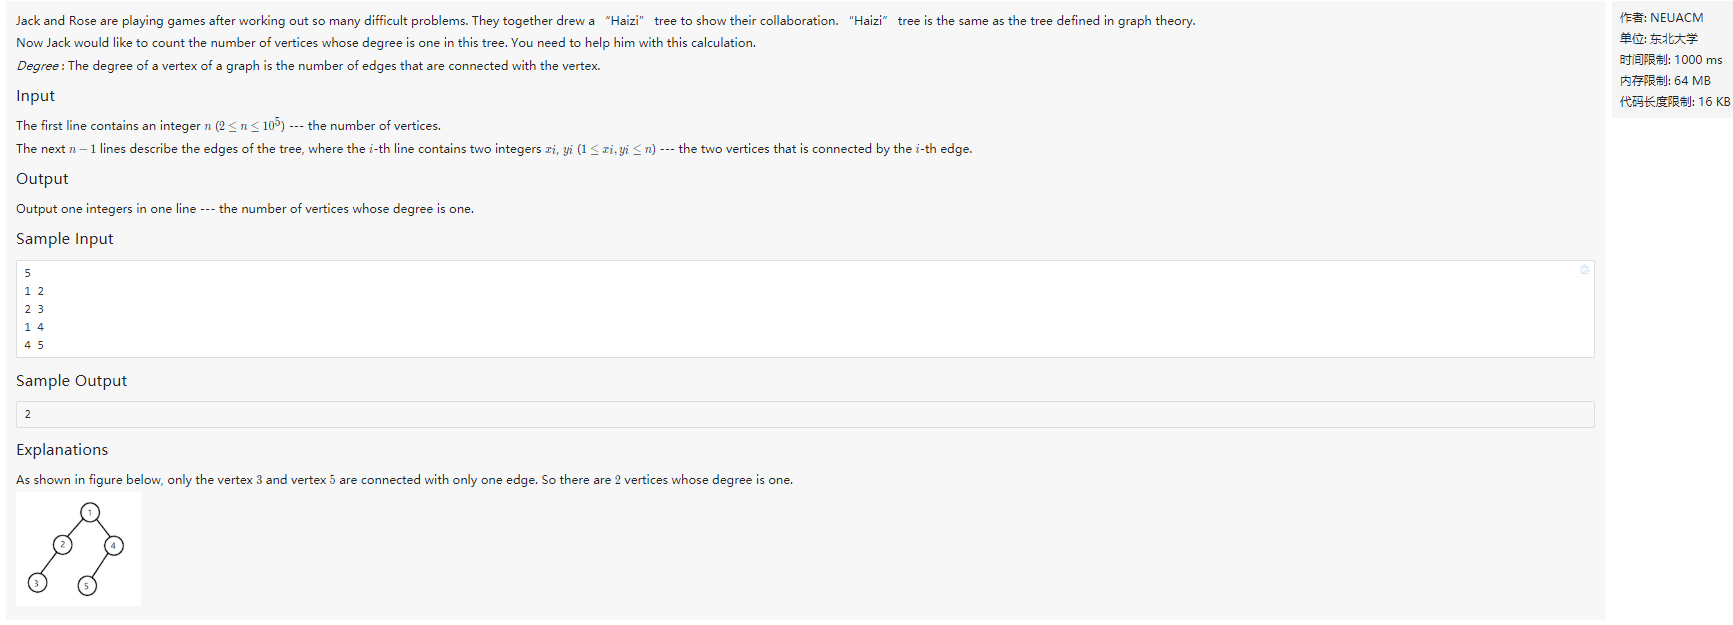 Jack and Rose are playing games after working out so many difficult problems. They together drew a “Haizi” tree to show their collaboration. “Haizi” tree is the same as the tree defined in graph theory.
Now Jack would like to count the number of vertices whose degree is one in this tree. You need to help him with this calculation.
Degree : The degree of a vertex of a graph is the number of edges that are connected with the vertex.
Input
The first line contains an integer n (2 ≤ n ≤ 10^5) --- the number of vertices.
The next n − 1 lines describe the edges of the tree, where the i-th line contains two integers xi, yi (1 ≤ xi, yi ≤ n) --- the two vertices that is connected by the i-th edge.
Output
Output one integers in one line --- the number of vertices whose degree is one.
Sample Input
5
1 2
2 3
1 4
4 5
Sample Output
2
Explanations
As shown in figure below, only the vertex 3 and vertex 5 are connected with only one edge. So there are 2 vertices whose degree is one.
1
2 4
3 5
作者: NEUACM
单位: 东北大学
时间限制: 1000 ms
内存限制: 64 MB
代码长度限制: 16 KB